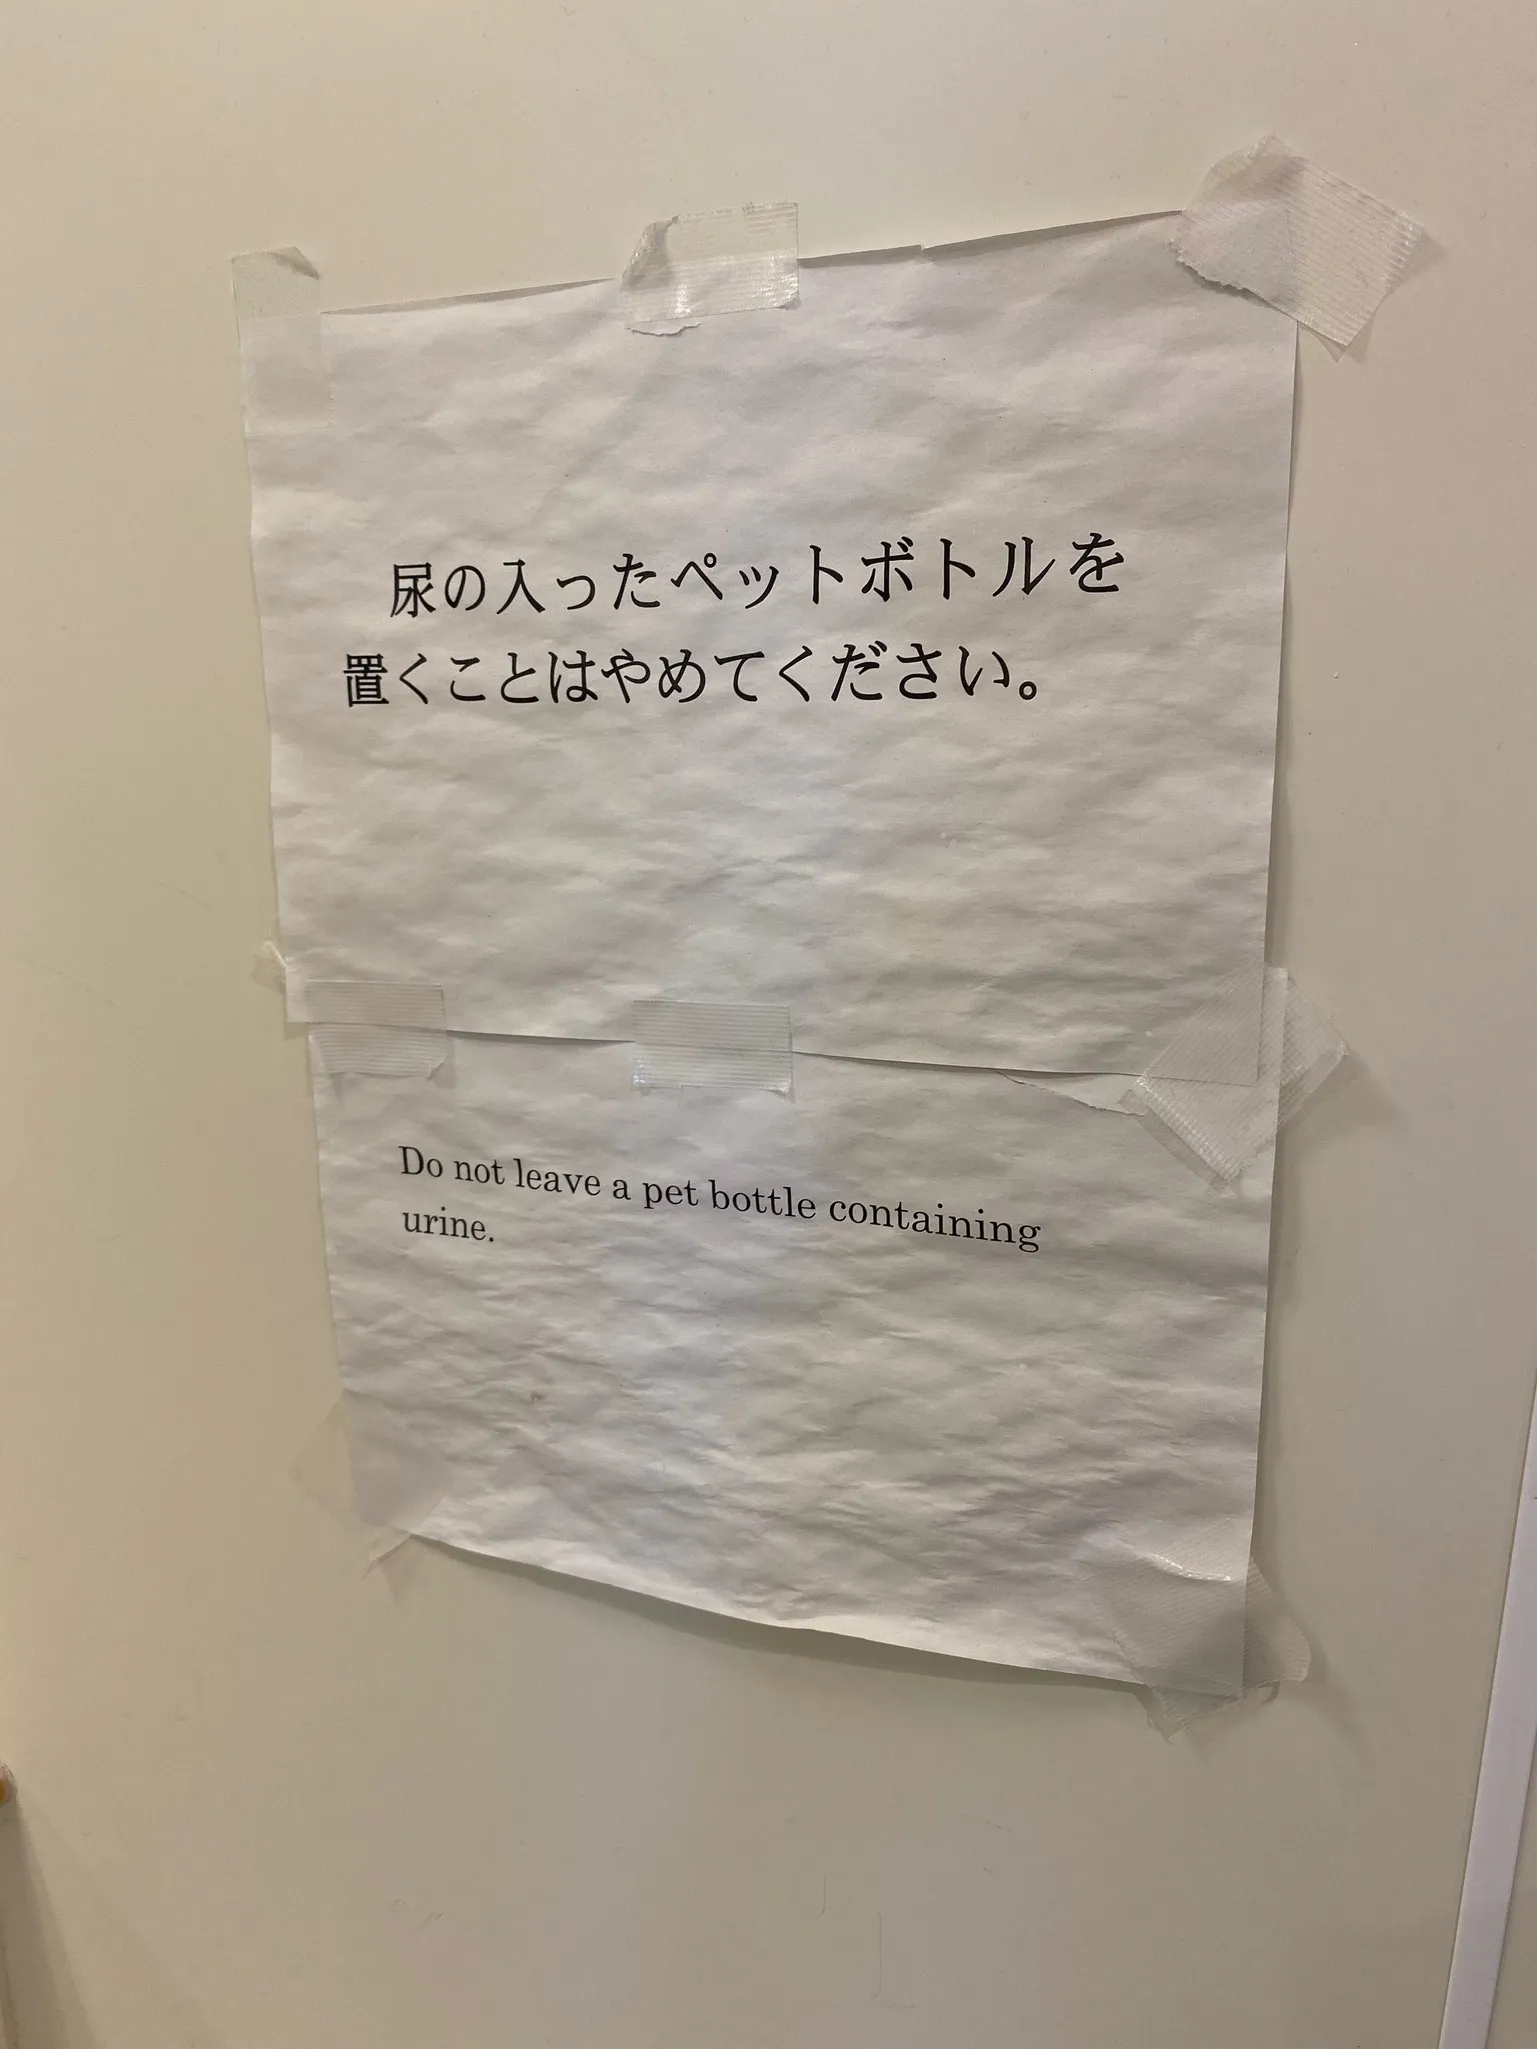 尿の入ったペットボトルを
置くことはやめてください。
Do not leave a pet bottle containing
urine.